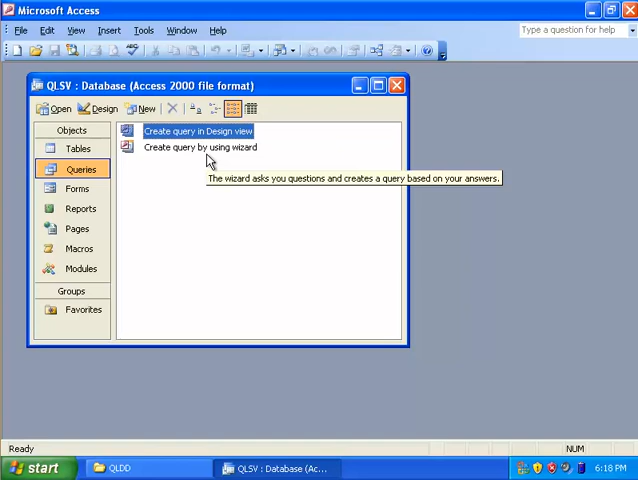 Microsoft Access
File Edit View Insert Tools Window Help
Type a question for help
QLSV : Database (Access 2000 file format)
Open Design New
Objects
Tables
Queries
Forms
Reports
Pages
Macros
Modules
Groups
Favorites
Create query in Design view
Create query by using wizard
The wizard asks you questions and creates a query based on your answers.
Ready
NUM
start
QLDD
QLSV : Database (Ac...
6:18 PM